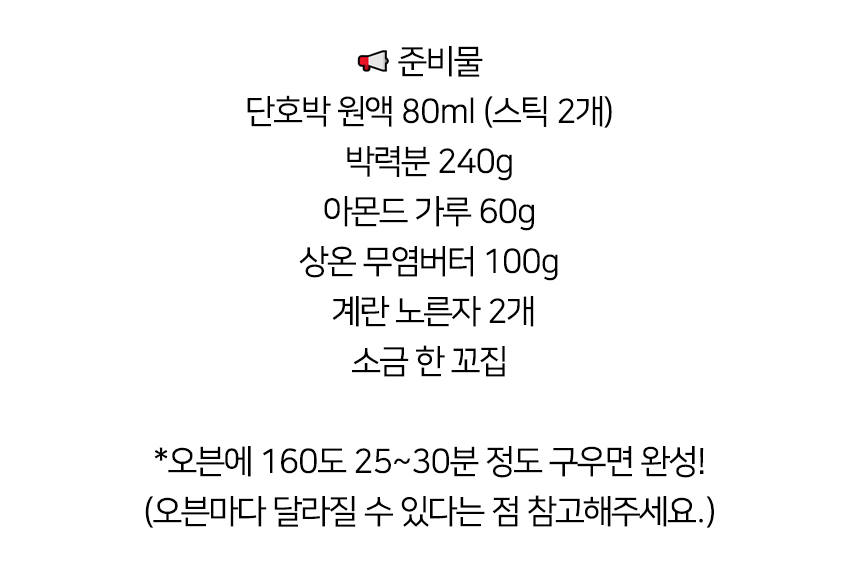 📢 준비물
단호박 원액 80ml (스틱 2개)
박력분 240g
아몬드 가루 60g
상온 무염버터 100g
계란 노른자 2개
소금 한 꼬집
*오븐에 160도 25~30분 정도 구우면 완성!
(오븐마다 달라질 수 있다는 점 참고해주세요.)